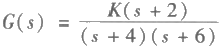 G(s) = K(s + 2) / (s + 4)(s + 6)